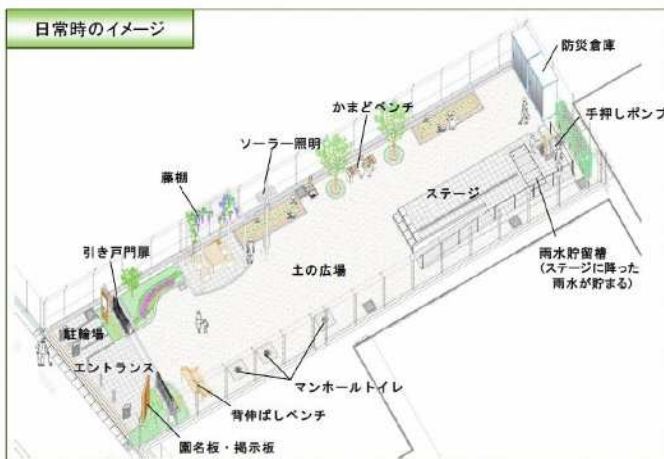 日常時のイメージ
防災倉庫
手押しポンプ
かまどベンチ
ソーラー照明
藤棚
ステージ
引き戸門扉
雨水貯留槽
(ステージに降った
雨水が貯まる)
土の広場
駐輪場
エントランス
マンホールトイレ
背伸ばしベンチ
園名板・掲示板